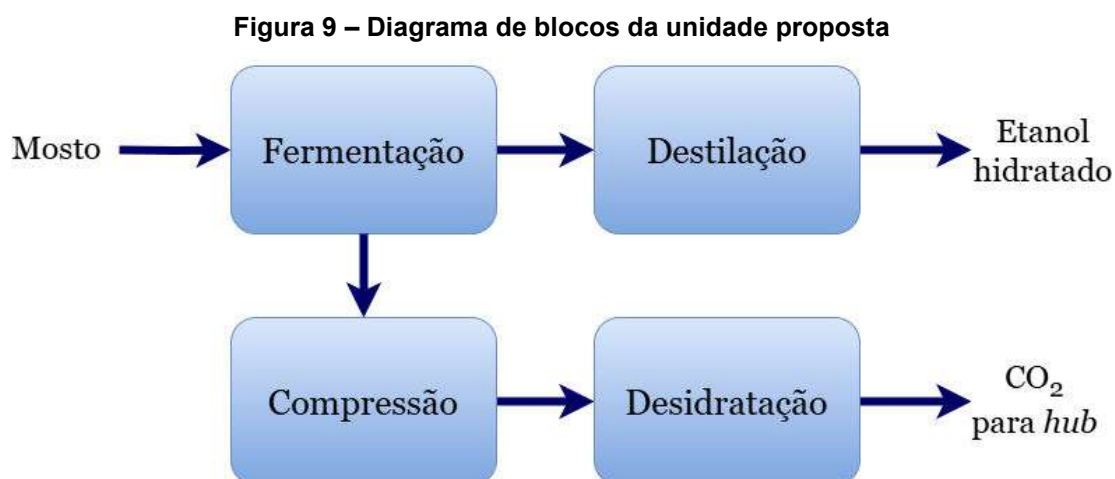 Figura 9 – Diagrama de blocos da unidade proposta
Mosto
Fermentação
Destilação
Etanol
hidratado
Compressão
Desidratação
CO₂
para hub